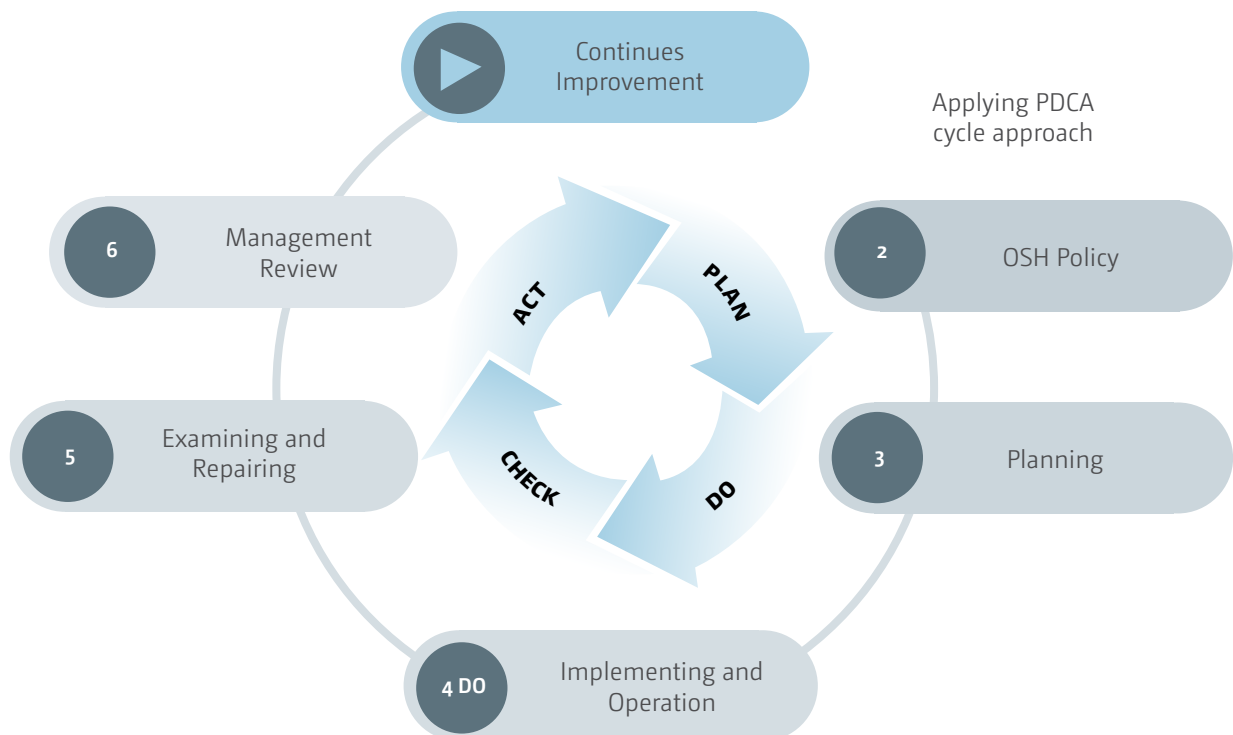 Continues
Improvement
Applying PDCA
cycle approach
2
OSH Policy
3
Planning
4 DO
Implementing and
Operation
5
Examining and
Repairing
6
Management
Review
PLAN
DO
CHECK
ACT